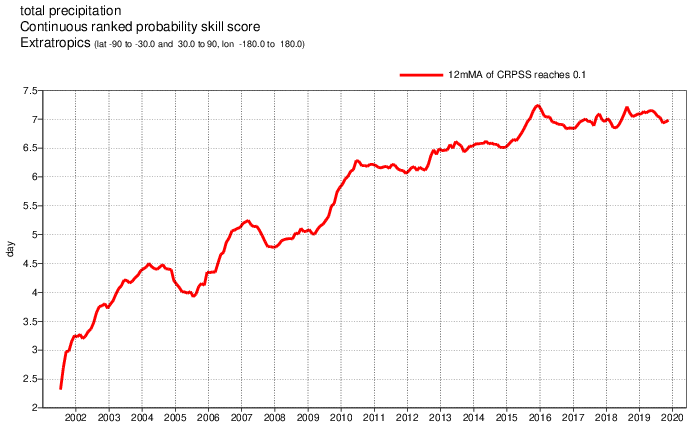 total precipitation
Continuous ranked probability skill score
Extratropics (lat -90 to -30.0 and 30.0 to 90, lon -180.0 to 180.0)
12mMA of CRPSS reaches 0.1
7.5
7
6.5
6
5.5
5
4.5
4
3.5
3
2.5
2
day
2002 2003 2004 2005 2006 2007 2008 2009 2010 2011 2012 2013 2014 2015 2016 2017 2018 2019 2020